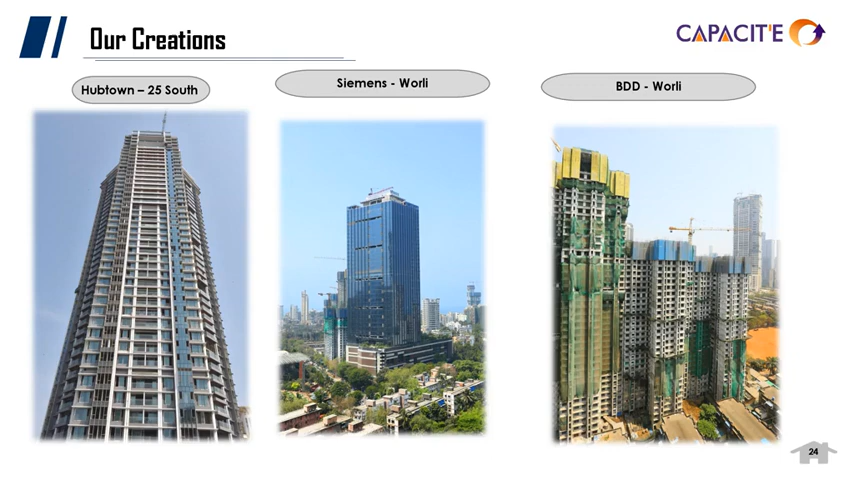 Our Creations
CAPACIT'E
Hubtown – 25 South
Siemens - Worli
BDD - Worli
24